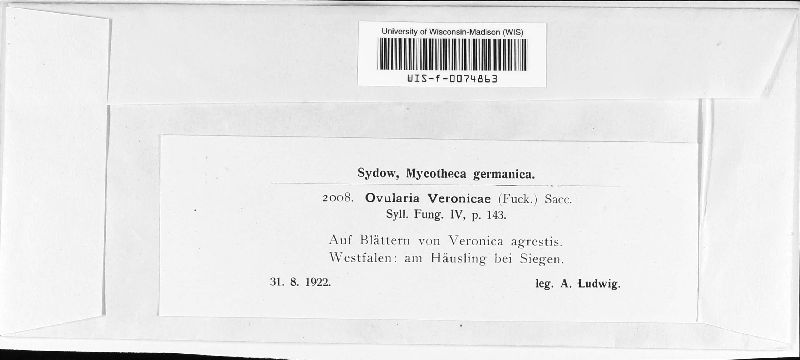 University of Wisconsin-Madison (WIS)
WIS-f-0074863
Sydow, Mycotheca germanica.
2008. Ovularia Veronicae (Fuck.) Sacc.
Syll. Fung. IV, p. 143.
Auf Blättern von Veronica agrestis.
Westfalen: am Häusling bei Siegen.
31. 8. 1922. leg. A. Ludwig.